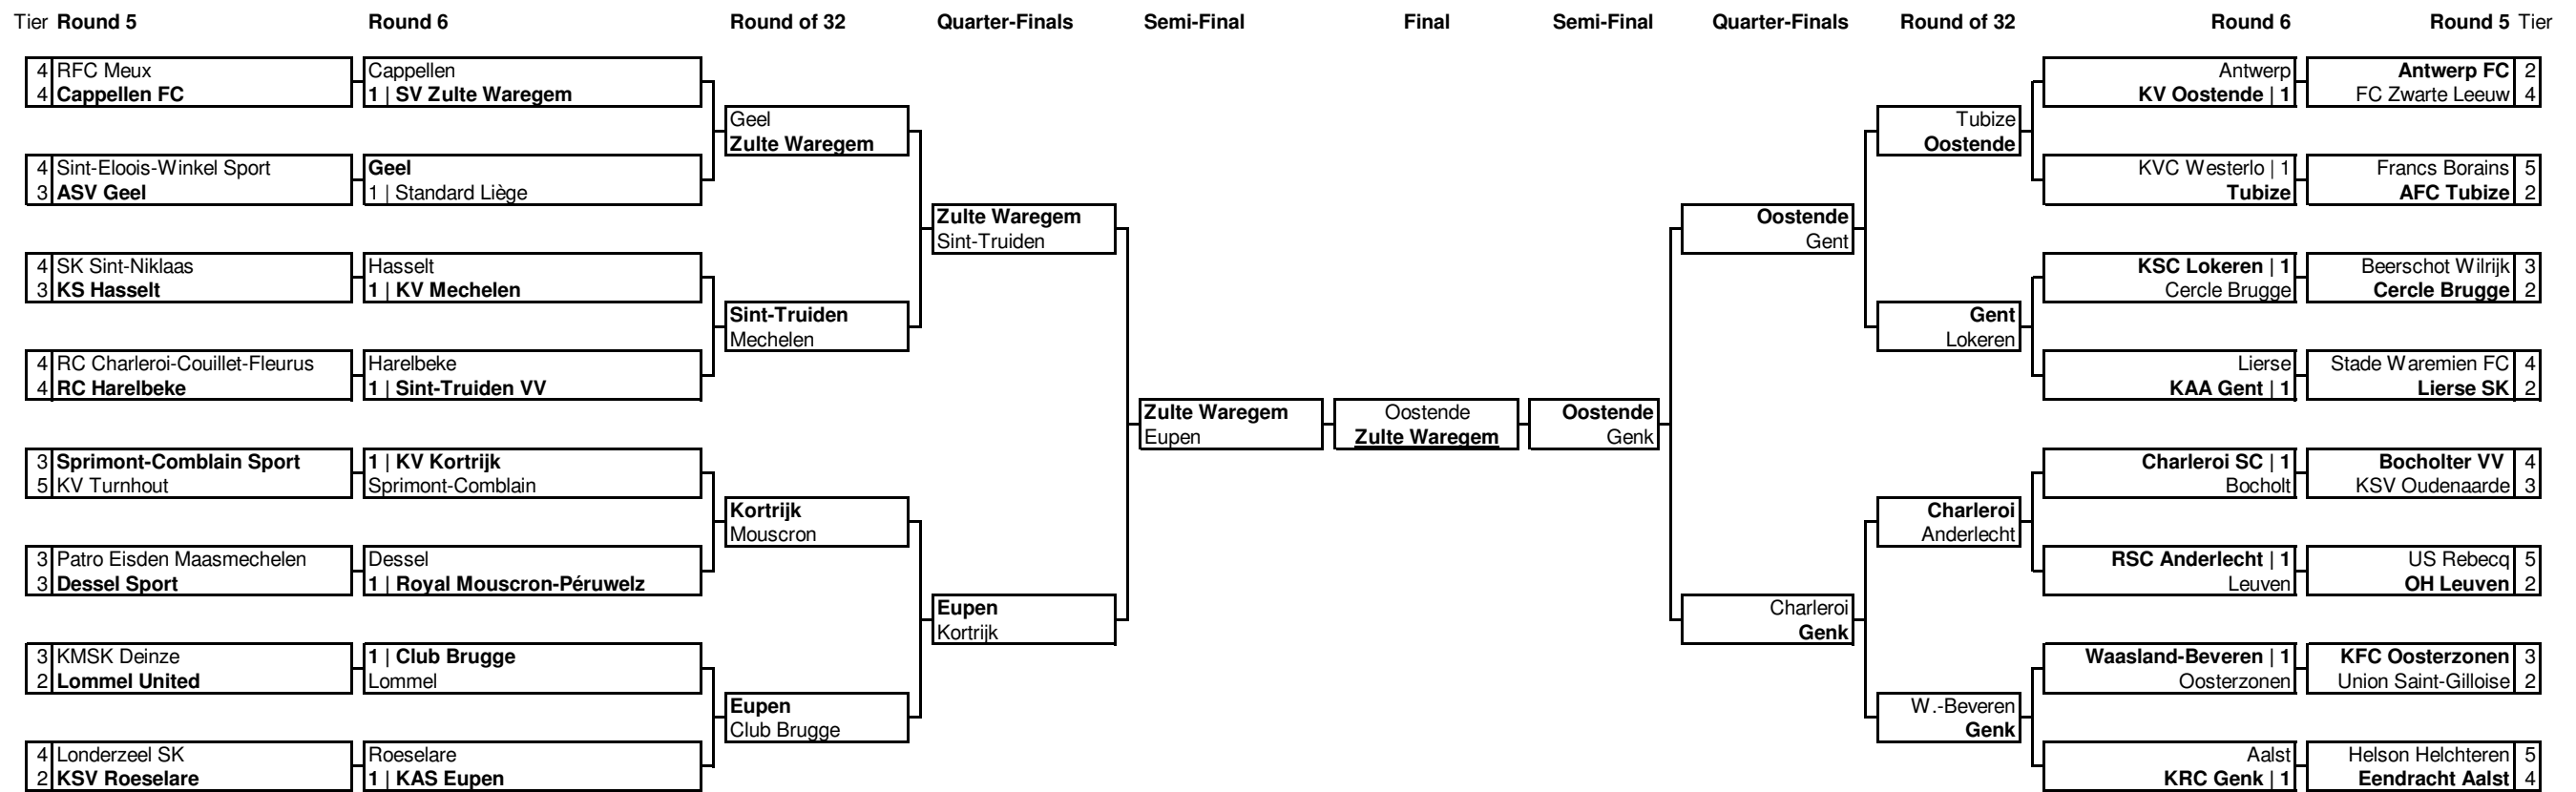 Tier Round 5 Round 6 Round of 32 Quarter-Finals Semi-Final Final Semi-Final Quarter-Finals Round of 32 Round 6 Round 5 Tier
4 RFC Meux
4 Cappellen FC
Cappellen
1 | SV Zulte Waregem
4 Sint-Eloois-Winkel Sport
3 ASV Geel
Geel
1 | Standard Liège
4 SK Sint-Niklaas
3 KS Hasselt
Hasselt
1 | KV Mechelen
4 RC Charleroi-Couillet-Fleurus
4 RC Harelbeke
Harelbeke
1 | Sint-Truiden VV
3 Sprimont-Comblain Sport
5 KV Turnhout
1 | KV Kortrijk
Sprimont-Comblain
3 Patro Eisden Maasmechelen
3 Dessel Sport
Dessel
1 | Royal Mouscron-Péruwelz
3 KMSK Deinze
2 Lommel United
1 | Club Brugge
Lommel
4 Londerzeel SK
2 KSV Roeselare
Roeselare
1 | KAS Eupen
Geel
Zulte Waregem
Sint-Truiden
Mechelen
Kortrijk
Mouscron
Eupen
Club Brugge
Zulte Waregem
Sint-Truiden
Eupen
Kortrijk
Zulte Waregem
Eupen
Oostende
Zulte Waregem
Oostende
Genk
Oostende
Gent
Charleroi
Genk
Tubize
Oostende
Gent
Lokeren
Charleroi
Anderlecht
W.-Beveren
Genk
Antwerp
KV Oostende | 1
Antwerp FC 2
FC Zwarte Leeuw 4
KVC Westerlo | 1
Tubize
Francs Borains 5
AFC Tubize 2
KSC Lokeren | 1
Cercle Brugge
Beerschot Wilrijk 3
Cercle Brugge 2
Lierse
KAA Gent | 1
Stade Waremien FC 4
Lierse SK 2
Charleroi SC | 1
Bocholt
Bocholter VV 4
KSV Oudenaarde 3
RSC Anderlecht | 1
Leuven
US Rebecq 5
OH Leuven 2
Waasland-Beveren | 1
Oosterzonen
KFC Oosterzonen 3
Union Saint-Gilloise 2
Aalst
KRC Genk | 1
Helson Helchteren 5
Eendracht Aalst 4